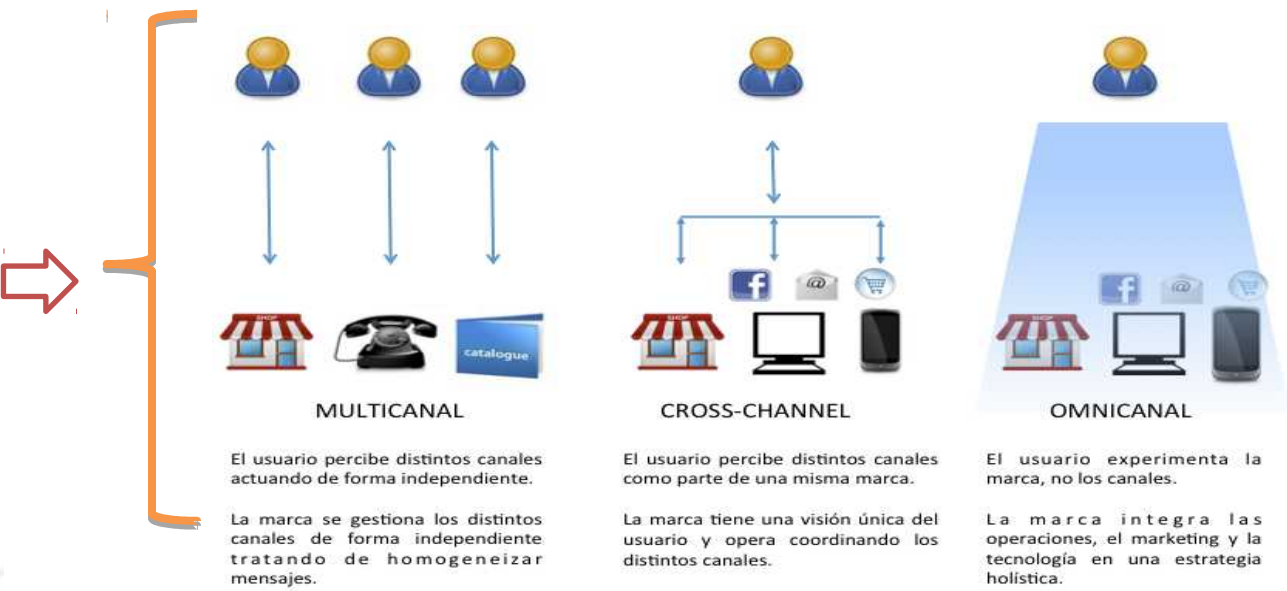 SHOP
catalogue
MULTICANAL
El usuario percibe distintos canales
actuando de forma independiente.
La marca se gestiona los distintos
canales de forma independiente
tratando de homogeneizar
mensajes.
f
@
SHOP
CROSS-CHANNEL
El usuario percibe distintos canales
como parte de una misma marca.
La marca tiene una visión única del
usuario y opera coordinando los
distintos canales.
f
@
SHOP
OMNICANAL
El usuario experimenta la
marca, no los canales.
La marca integra las
operaciones, el marketing y la
tecnología en una estrategia
holística.